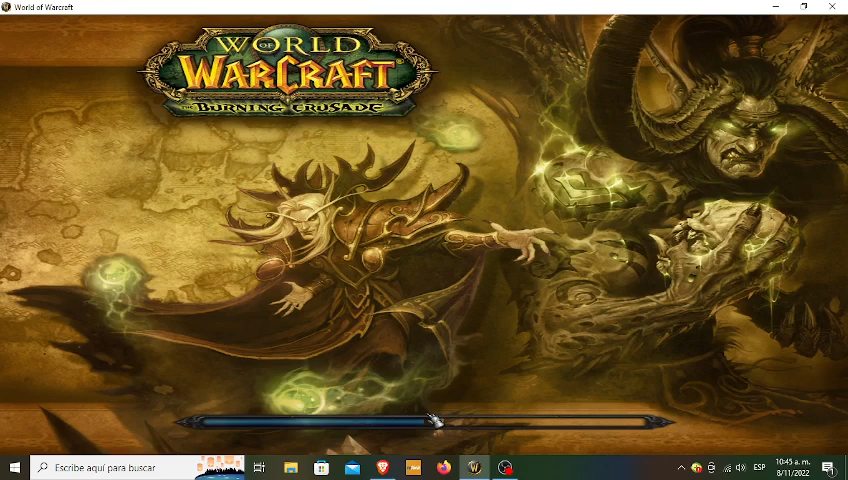 World of Warcraft
WORLD
OF
WARCRAFT
THE BURNING CRUSADE
Escribe aquí para buscar
ESP
10:45 a. m.
8/11/2022